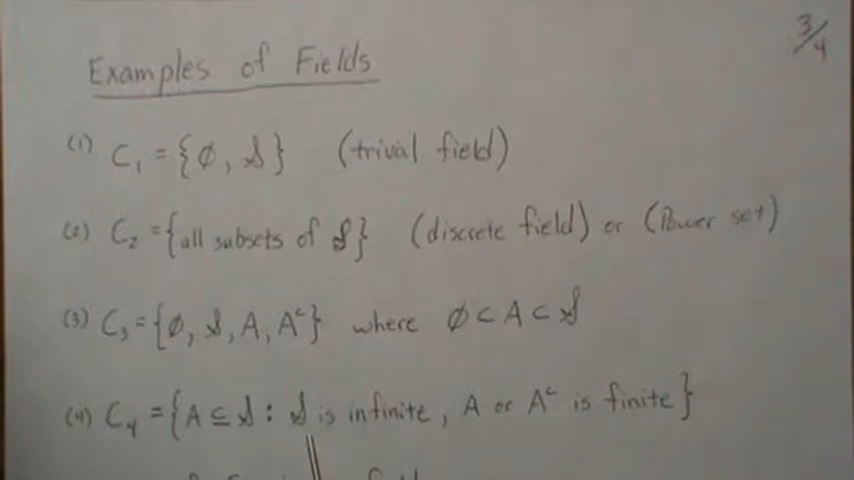 3/4
Examples of Fields
(1) C₁ = {∅, 𝒮} (trival field)
(2) C₂ = {all subsets of 𝒮} (discrete field) or (Power set)
(3) C₃ = {∅, 𝒮, A, Aᶜ} where ∅ ⊂ A ⊂ 𝒮
(4) C₄ = {A ⊆ 𝒮 : 𝒮 is infinite, A or Aᶜ is finite}